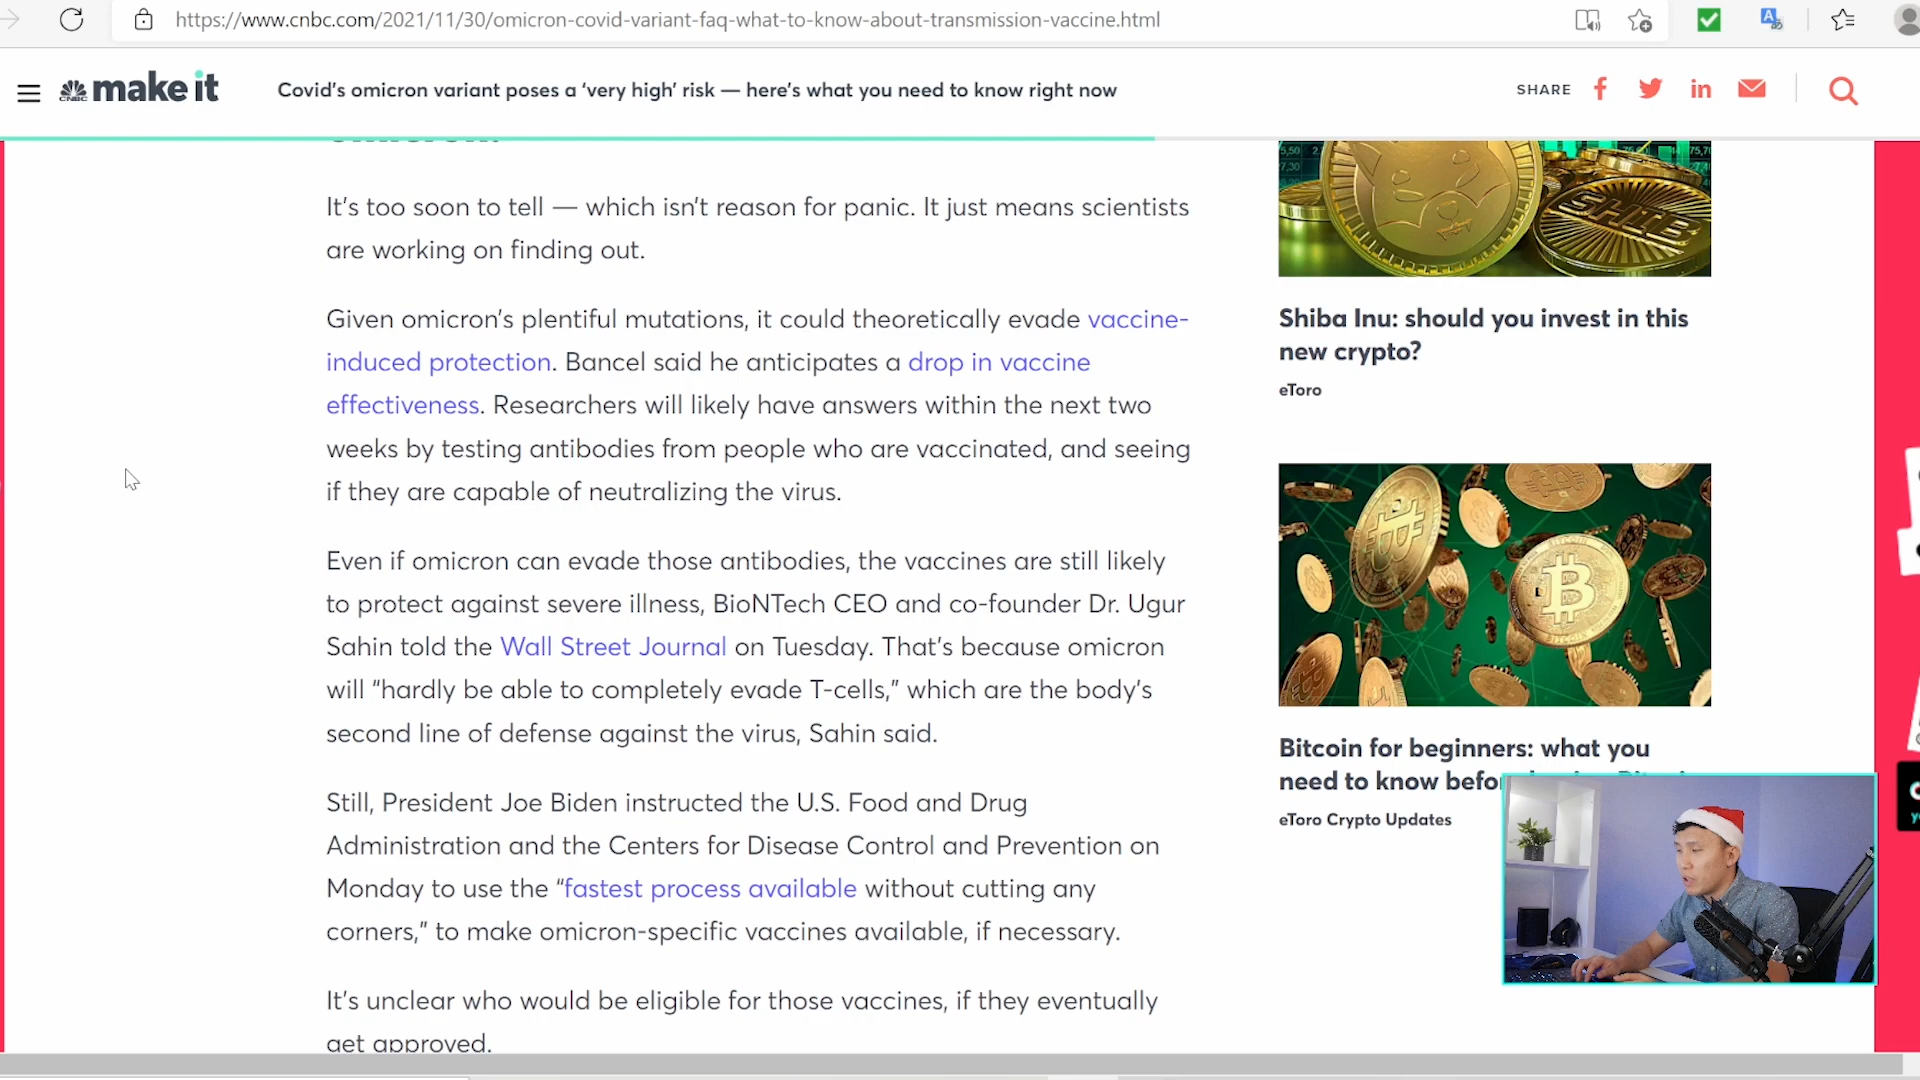 https://www.cnbc.com/2021/11/30/omicron-covid-variant-faq-what-to-know-about-transmission-vaccine.html
CNBC make it
Covid's omicron variant poses a ‘very high’ risk — here's what you need to know right now
SHARE
It's too soon to tell — which isn't reason for panic. It just means scientists
are working on finding out.
Given omicron's plentiful mutations, it could theoretically evade vaccine-
induced protection. Bancel said he anticipates a drop in vaccine
effectiveness. Researchers will likely have answers within the next two
weeks by testing antibodies from people who are vaccinated, and seeing
if they are capable of neutralizing the virus.
Even if omicron can evade those antibodies, the vaccines are still likely
to protect against severe illness, BioNTech CEO and co-founder Dr. Ugur
Sahin told the Wall Street Journal on Tuesday. That's because omicron
will “hardly be able to completely evade T-cells,” which are the body's
second line of defense against the virus, Sahin said.
Still, President Joe Biden instructed the U.S. Food and Drug
Administration and the Centers for Disease Control and Prevention on
Monday to use the “fastest process available without cutting any
corners,” to make omicron-specific vaccines available, if necessary.
It's unclear who would be eligible for those vaccines, if they eventually
get approved.
SHIB
Shiba Inu: should you invest in this
new crypto?
eToro
Bitcoin for beginners: what you
need to know
eToro Crypto Updates